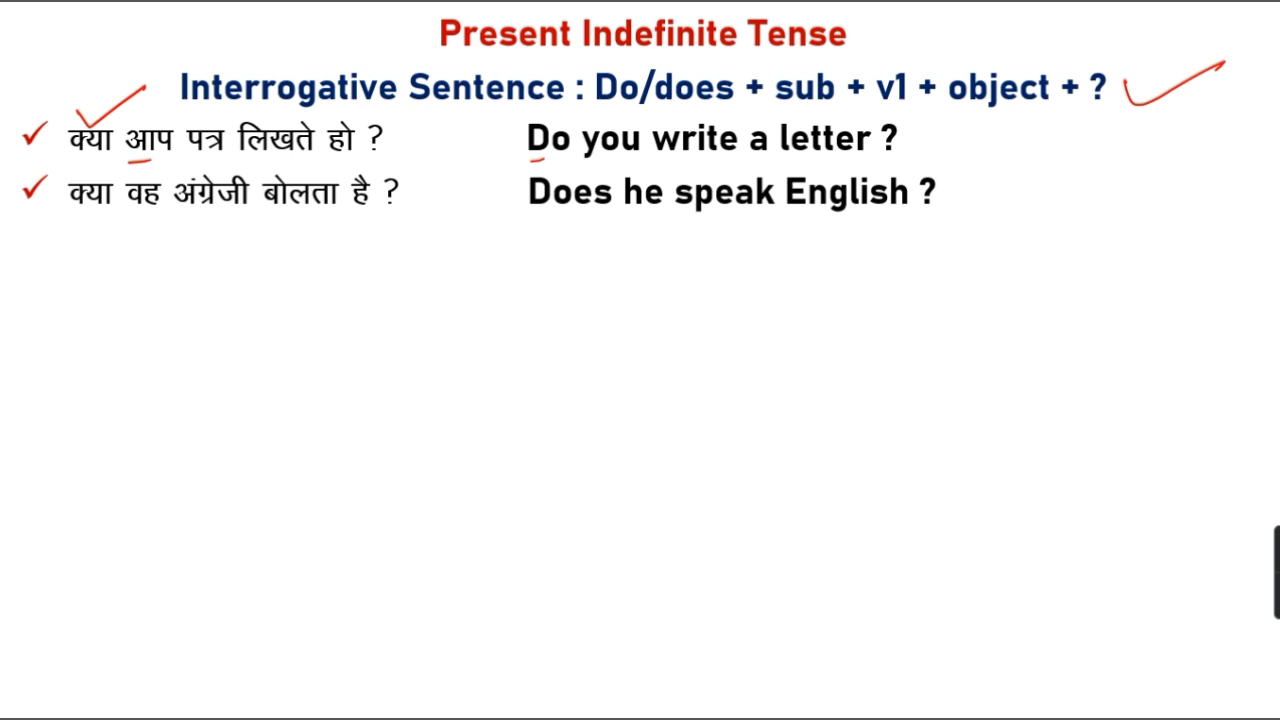 Present Indefinite Tense
Interrogative Sentence : Do/does + sub + v1 + object + ?
✓ क्या आप पत्र लिखते हो ? Do you write a letter ?
✓ क्या वह अंग्रेजी बोलता है ? Does he speak English ?